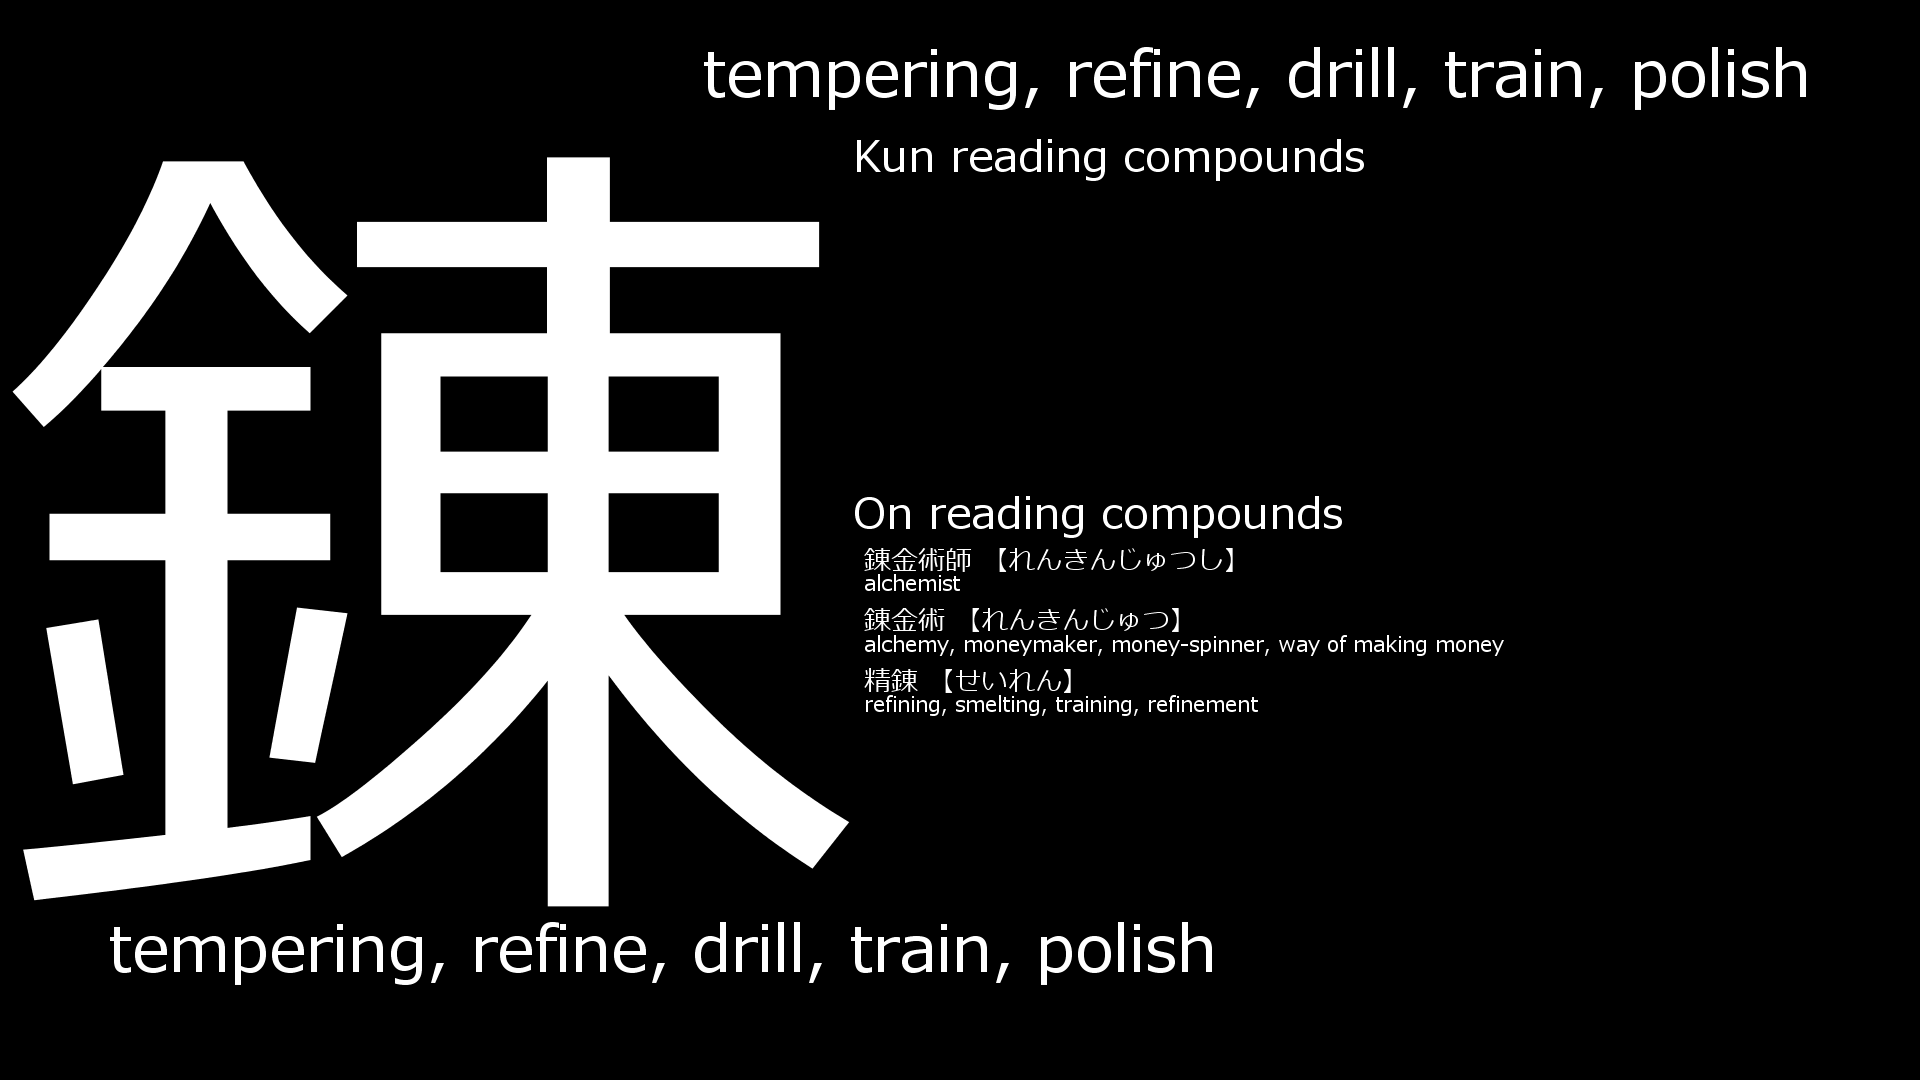 tempering, refine, drill, train, polish
Kun reading compounds
錬
On reading compounds
錬金術師 【れんきんじゅつし】
alchemist
錬金術 【れんきんじゅつ】
alchemy, moneymaker, money-spinner, way of making money
精錬 【せいれん】
refining, smelting, training, refinement
tempering, refine, drill, train, polish